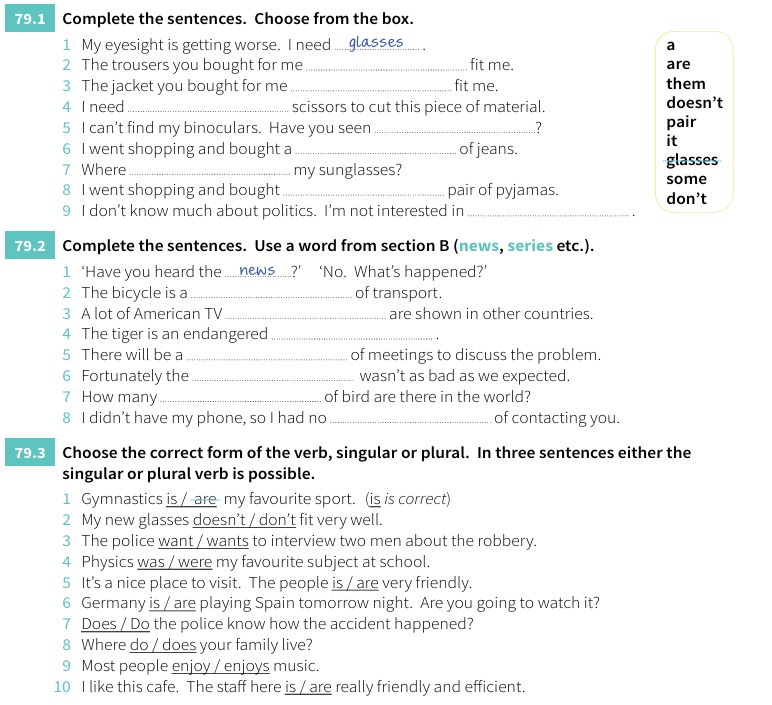 79.1 Complete the sentences. Choose from the box.
1 My eyesight is getting worse. I need glasses .
2 The trousers you bought for me ............ fit me.
3 The jacket you bought for me ............ fit me.
4 I need ............ scissors to cut this piece of material.
5 I can’t find my binoculars. Have you seen ............?
6 I went shopping and bought a ............ of jeans.
7 Where ............ my sunglasses?
8 I went shopping and bought ............ pair of pyjamas.
9 I don’t know much about politics. I’m not interested in ............ .
a
are
them
doesn’t
pair
it
glasses
some
don’t
79.2 Complete the sentences. Use a word from section B (news, series etc.).
1 ‘Have you heard the news ?’ ‘No. What’s happened?’
2 The bicycle is a ............ of transport.
3 A lot of American TV ............ are shown in other countries.
4 The tiger is an endangered ............ .
5 There will be a ............ of meetings to discuss the problem.
6 Fortunately the ............ wasn’t as bad as we expected.
7 How many ............ of bird are there in the world?
8 I didn’t have my phone, so I had no ............ of contacting you.
79.3 Choose the correct form of the verb, singular or plural. In three sentences either the
singular or plural verb is possible.
1 Gymnastics is / are my favourite sport. (is is correct)
2 My new glasses doesn’t / don’t fit very well.
3 The police want / wants to interview two men about the robbery.
4 Physics was / were my favourite subject at school.
5 It’s a nice place to visit. The people is / are very friendly.
6 Germany is / are playing Spain tomorrow night. Are you going to watch it?
7 Does / Do the police know how the accident happened?
8 Where do / does your family live?
9 Most people enjoy / enjoys music.
10 I like this cafe. The staff here is / are really friendly and efficient.